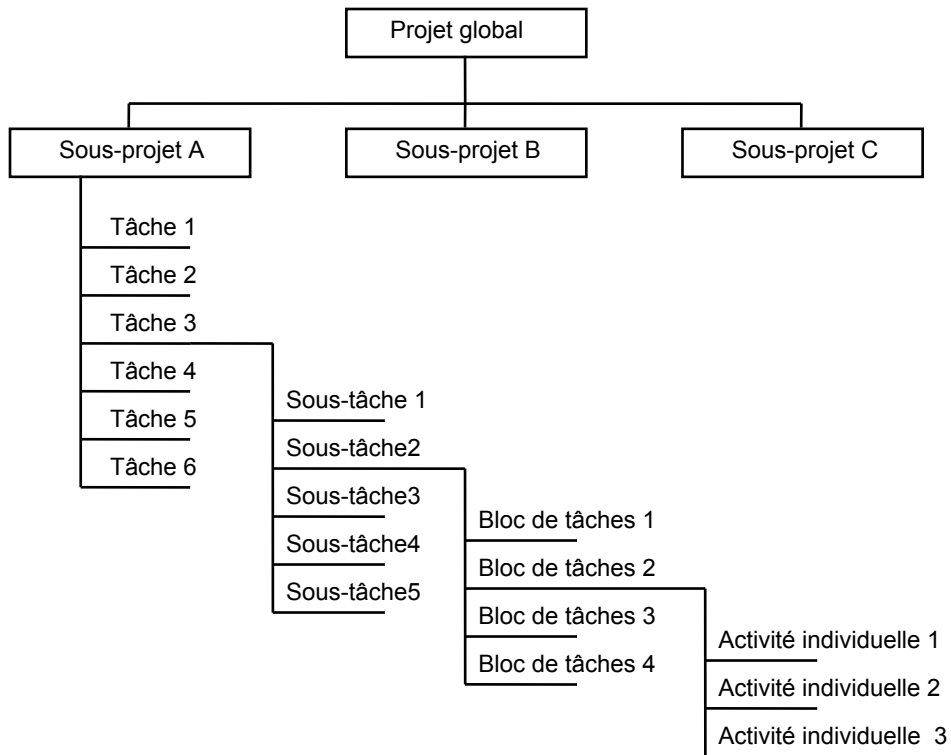 Projet global
Sous-projet A
Sous-projet B
Sous-projet C
Tâche 1
Tâche 2
Tâche 3
Tâche 4
Tâche 5
Tâche 6
Sous-tâche 1
Sous-tâche2
Sous-tâche3
Sous-tâche4
Sous-tâche5
Bloc de tâches 1
Bloc de tâches 2
Bloc de tâches 3
Bloc de tâches 4
Activité individuelle 1
Activité individuelle 2
Activité individuelle 3